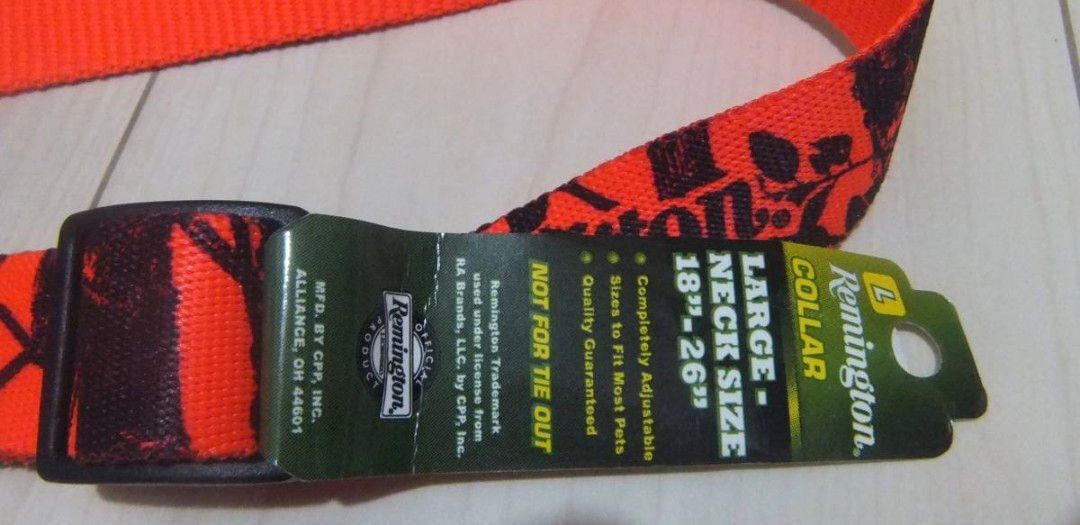 L
Remington®
COLLAR
LARGE -
NECK SIZE
18”- 26”
• Completely Adjustable
• Sizes to Fit Most Pets
• Quality Guaranteed
NOT FOR TIE OUT
Remington Trademark
used under license from
RA Brands, LLC. by CPP, Inc.
OFFICIAL
Remington®
PRODUCT
MFD. BY CPP, INC.
ALLIANCE, OH 44601